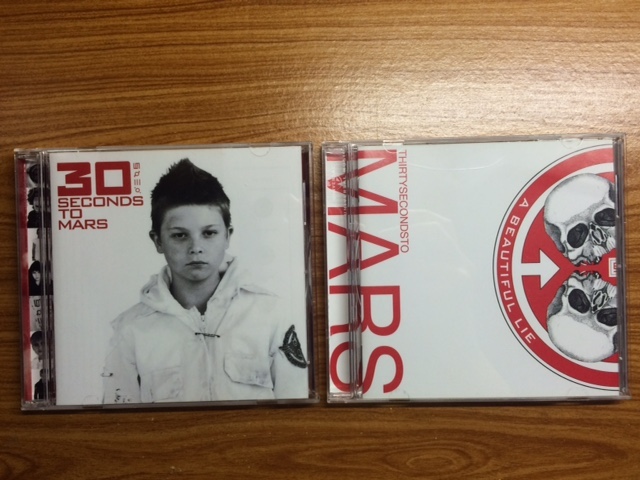 30
SECONDS
TO
MARS
THIRTYSECONDSTO
MARS
A BEAUTIFUL LIE